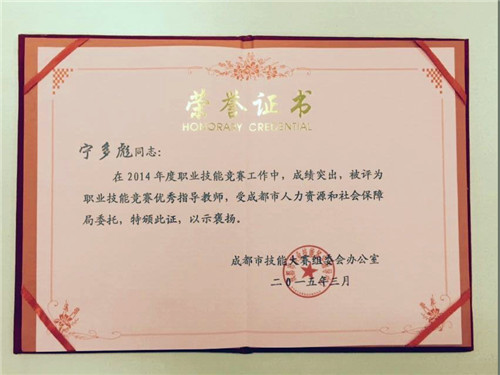 荣誉证书
HONORARY CREDENTIAL
宁多彪同志：
在2014年度职业技能竞赛工作中，成绩突出，被评为
职业技能竞赛优秀指导教师，受成都市人力资源和社会保障
局委托，特颁此证，以示褒扬。
成都市技能大赛组委会办公室
二〇一五年三月